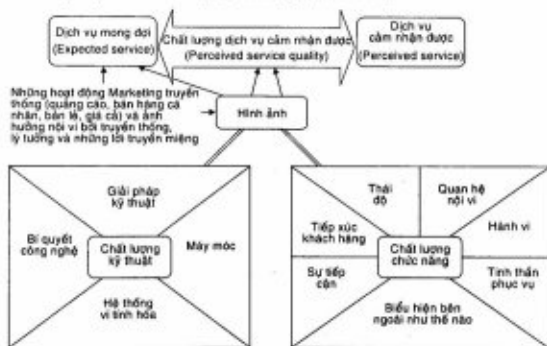 Dịch vụ mong đợi
(Expected service)
Chất lượng dịch vụ cảm nhận được
(Perceived service quality)
Dịch vụ
cảm nhận được
(Perceived service)
Những hoạt động Marketing truyền
thống (quảng cáo, bán hàng cá
nhân, bán lẻ, giá cả) và ảnh
hưởng nội vi bởi truyền thống,
lý tưởng và những lời truyền miệng
Hình ảnh
Giải pháp
kỹ thuật
Bí quyết
công nghệ
Chất lượng
kỹ thuật
Máy móc
Hệ thống
vi tính hóa
Thái
độ
Quan hệ
nội vi
Tiếp xúc
khách hàng
Hành vi
Chất lượng
chức năng
Sự tiếp
cận
Tinh thần
phục vụ
Biểu hiện bên
ngoài như thế nào